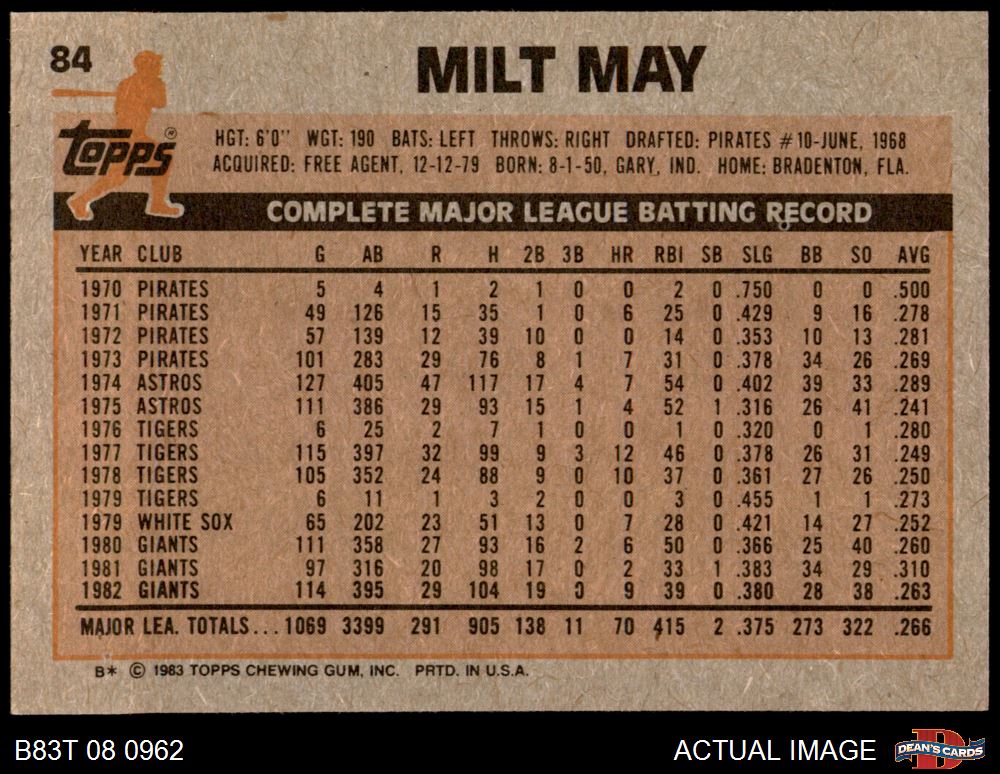 84
MILT MAY
Topps®
HGT: 6'0" WGT: 190 BATS: LEFT THROWS: RIGHT DRAFTED: PIRATES #10-JUNE, 1968
ACQUIRED: FREE AGENT, 12-12-79 BORN: 8-1-50, GARY, IND. HOME: BRADENTON, FLA.
COMPLETE MAJOR LEAGUE BATTING RECORD
YEAR CLUB G AB R H 2B 3B HR RBI SB SLG BB SO AVG
1970 PIRATES 5 4 1 2 1 0 0 2 0 .750 0 0 .500
1971 PIRATES 49 126 15 35 1 0 6 25 0 .429 9 16 .278
1972 PIRATES 57 139 12 39 10 0 0 14 0 .353 10 13 .281
1973 PIRATES 101 283 29 76 8 1 7 31 0 .378 34 26 .269
1974 ASTROS 127 405 47 117 17 4 7 54 0 .402 39 33 .289
1975 ASTROS 111 386 29 93 15 1 4 52 1 .316 26 41 .241
1976 TIGERS 6 25 2 7 1 0 0 1 0 .320 0 1 .280
1977 TIGERS 115 397 32 99 9 3 12 46 0 .378 26 31 .249
1978 TIGERS 105 352 24 88 9 0 10 37 0 .361 27 26 .250
1979 TIGERS 6 11 1 3 2 0 0 3 0 .455 1 1 .273
1979 WHITE SOX 65 202 23 51 13 0 7 28 0 .421 14 27 .252
1980 GIANTS 111 358 27 93 16 2 6 50 0 .366 25 40 .260
1981 GIANTS 97 316 20 98 17 0 2 33 1 .383 34 29 .310
1982 GIANTS 114 395 29 104 19 0 9 39 0 .380 28 38 .263
MAJOR LEA. TOTALS... 1069 3399 291 905 138 11 70 415 2 .375 273 322 .266
B* © 1983 TOPPS CHEWING GUM, INC. PRTD. IN U.S.A.
B83T 08 0962 ACTUAL IMAGE
DEAN'S CARDS